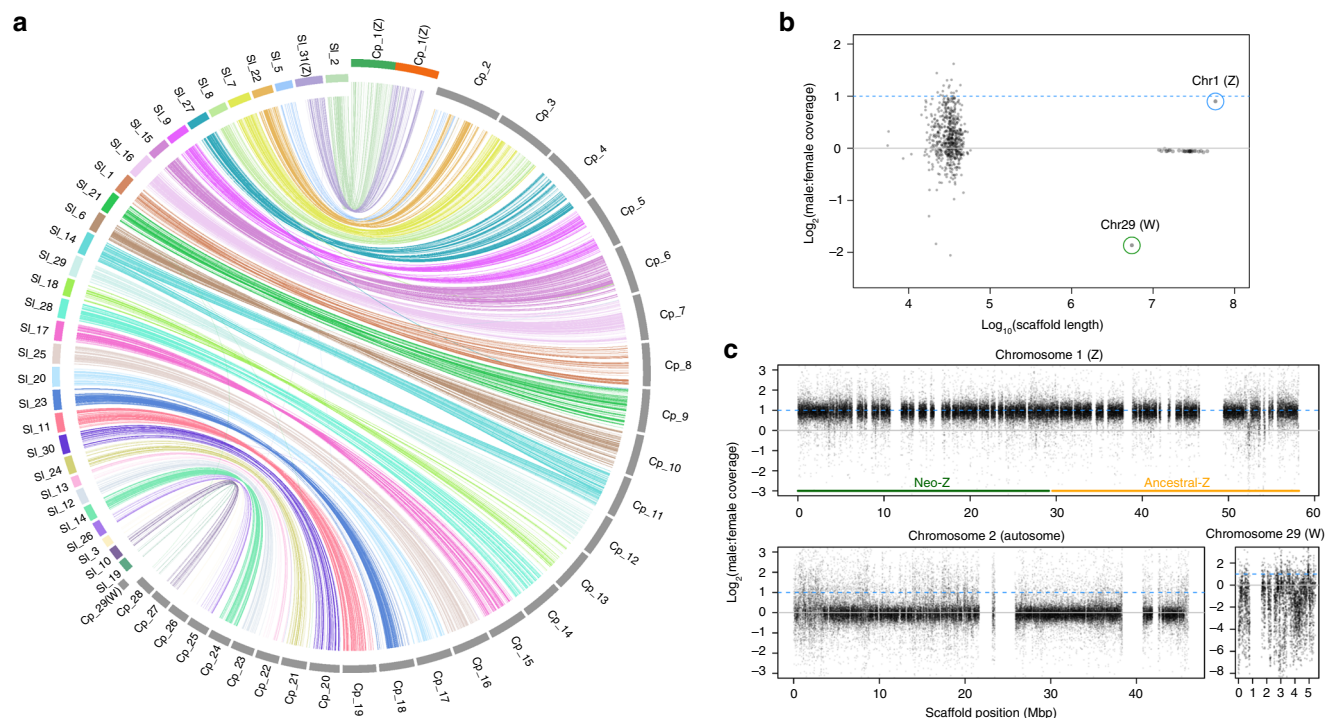 a
Cp_1(Z)
Cp_1(Z)
Cp_2
Cp_3
Cp_4
Cp_5
Cp_6
Cp_7
Cp_8
Cp_9
Cp_10
Cp_11
Cp_12
Cp_13
Cp_14
Cp_15
Cp_16
Cp_17
Cp_18
Cp_19
Cp_20
Cp_21
Cp_22
Cp_23
Cp_24
Cp_25
Cp_26
Cp_27
Cp_28
Cp_29(W)
Sl_19
Sl_10
Sl_3
Sl_26
Sl_14
Sl_12
Sl_13
Sl_24
Sl_30
Sl_11
Sl_23
Sl_20
Sl_25
Sl_17
Sl_28
Sl_18
Sl_29
Sl_14
Sl_6
Sl_21
Sl_1
Sl_16
Sl_15
Sl_9
Sl_27
Sl_8
Sl_7
Sl_22
Sl_5
Sl_31(Z)
Sl_2
b
Log2(male:female coverage)
2
1
0
−1
−2
Chr1 (Z)
Chr29 (W)
4 5 6 7 8
Log10(scaffold length)
c
Chromosome 1 (Z)
Log2(male:female coverage)
3
2
1
0
−1
−2
−3
Neo-Z Ancestral-Z
0 10 20 30 40 50 60
Chromosome 2 (autosome)
3
2
1
0
−1
−2
−3
0 10 20 30 40
Scaffold position (Mbp)
Chromosome 29 (W)
2
0
−2
−4
−6
−8
0 1 2 3 4 5